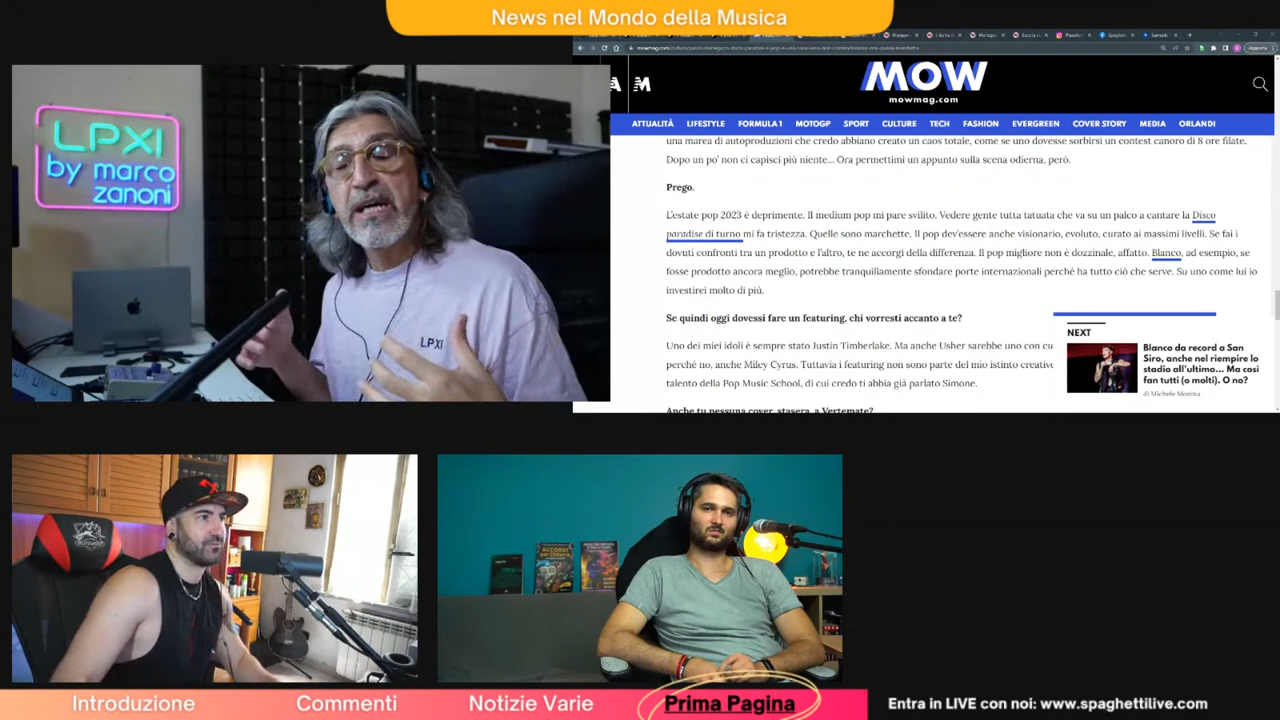 News nel Mondo della Musica
LPXI
by marco
zanoni
LPXI
MOW
mowmag.com
ATTUALITÀ LIFESTYLE FORMULA 1 MOTOGP SPORT CULTURE TECH FASHION EVERGREEN COVER STORY MEDIA ORLANDI
una marea di autoproduzioni che credo abbiano creato un caos totale, come se uno dovesse sorbirsi un contest canoro di 8 ore filate.
Dopo un po' non ci capisci più niente... Ora permettimi un appunto sulla scena odierna, però.
Prego.
L'estate pop 2023 è deprimente. Il medium pop mi pare svilito. Vedere gente tutta tatuata che va su un palco a cantare la Disco
paradise di turno mi fa tristezza. Quelle sono marchette. Il pop dev'essere anche visionario, evoluto, curato ai massimi livelli. Se fai i
dovuti confronti tra un prodotto e l'altro, te ne accorgi della differenza. Il pop migliore non è dozzinale, affatto. Blanco, ad esempio, se
fosse prodotto ancora meglio, potrebbe tranquillamente sfondare porte internazionali perché ha tutto ciò che serve. Su uno come lui io
investirei molto di più.
Se quindi oggi dovessi fare un featuring, chi vorresti accanto a te?
Uno dei miei idoli è sempre stato Justin Timberlake. Ma anche Usher sarebbe uno con cu
perché no, anche Miley Cyrus. Tuttavia i featuring non sono parte del mio istinto creativo
talento della Pop Music School, di cui credo ti abbia già parlato Simone.
Anche tu nessuna cover, stasera, a Vertemate?
NEXT
Blanco da record a San
Siro, anche nel riempire lo
stadio all'ultimo... Ma così
fan tutti (o molti). O no?
di Michele Monina
Introduzione Commenti Notizie Varie Prima Pagina
Entra in LIVE con noi: www.spaghettilive.com